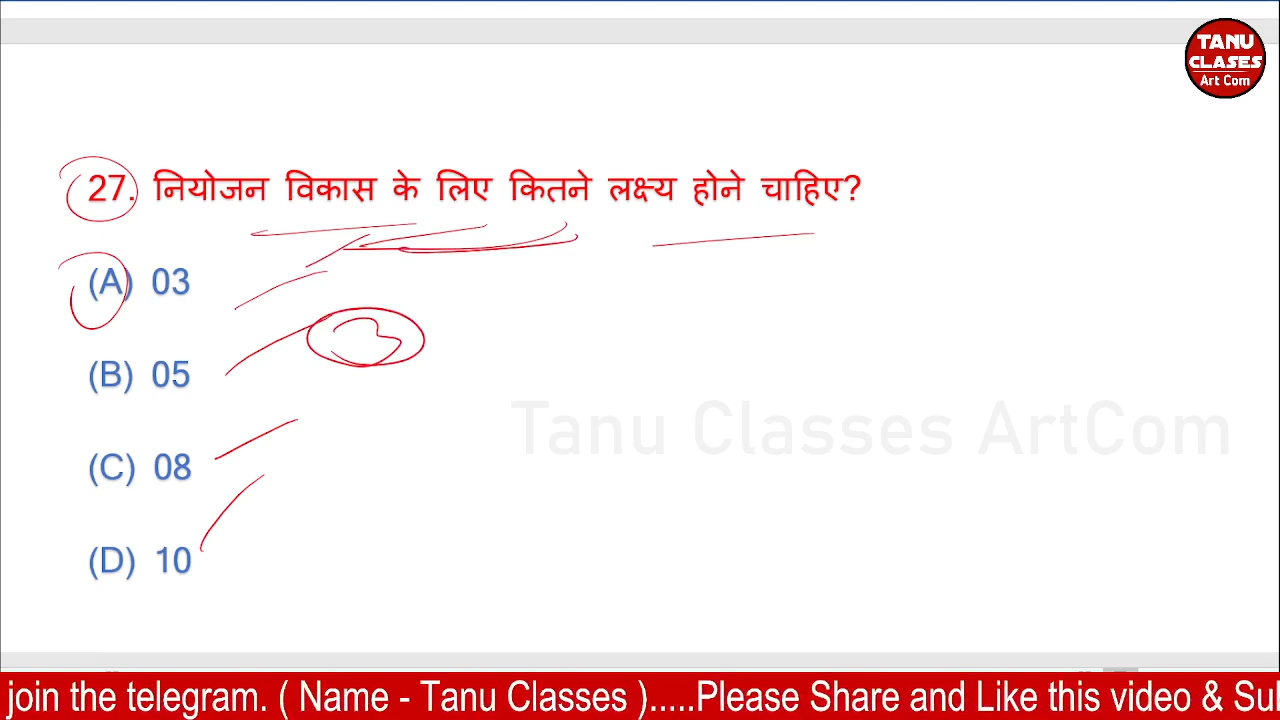 TANU
CLASES
Art Com
27. नियोजन विकास के लिए कितने लक्ष्य होने चाहिए?
(A) 03
3
(B) 05
Tanu Classes ArtCom
(C) 08
(D) 10
join the telegram. ( Name - Tanu Classes ).....Please Share and Like this video & Su